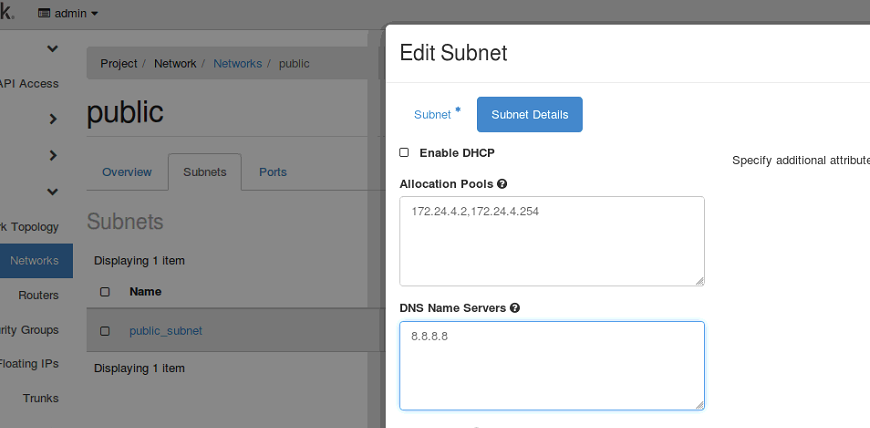 k.
admin
API Access
k Topology
Networks
Routers
rity Groups
Floating IPs
Trunks
Project / Network / Networks / public
public
Overview Subnets Ports
Subnets
Displaying 1 item
Name
public_subnet
Displaying 1 item
Edit Subnet
Subnet * Subnet Details
Enable DHCP
Allocation Pools
172.24.4.2,172.24.4.254
DNS Name Servers
8.8.8.8
Specify additional attribute